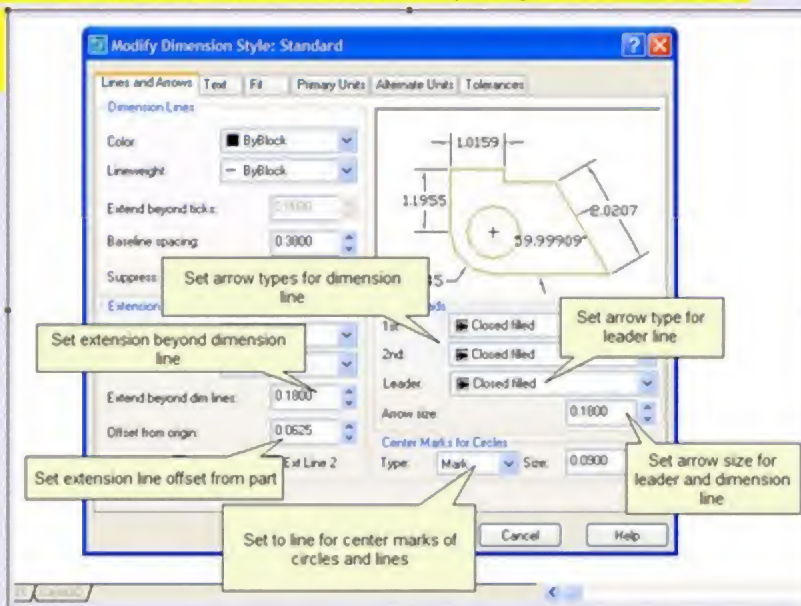 Modify Dimension Style: Standard
Lines and Arrows Text Fit Primary Units Alternate Units Tolerances
Dimension Lines
Color: ByBlock
Lineweight: ByBlock
Extend beyond ticks:
Baseline spacing: 0.3800
Suppress
1.0159
1.1955
2.0207
59.99909°
Set arrow types for dimension
line
Extension
Set extension beyond dimension
line
Extend beyond dim lines: 0.1800
Offset from origin: 0.0625
Ext Line 2
Set extension line offset from part
1st: Closed filled
2nd: Closed filled
Leader: Closed filled
Arrow size: 0.1800
Set arrow type for
leader line
Center Marks for Circles
Type: Mark Size: 0.0900
Set arrow size for
leader and dimension
line
Set to line for center marks of
circles and lines
Cancel Help